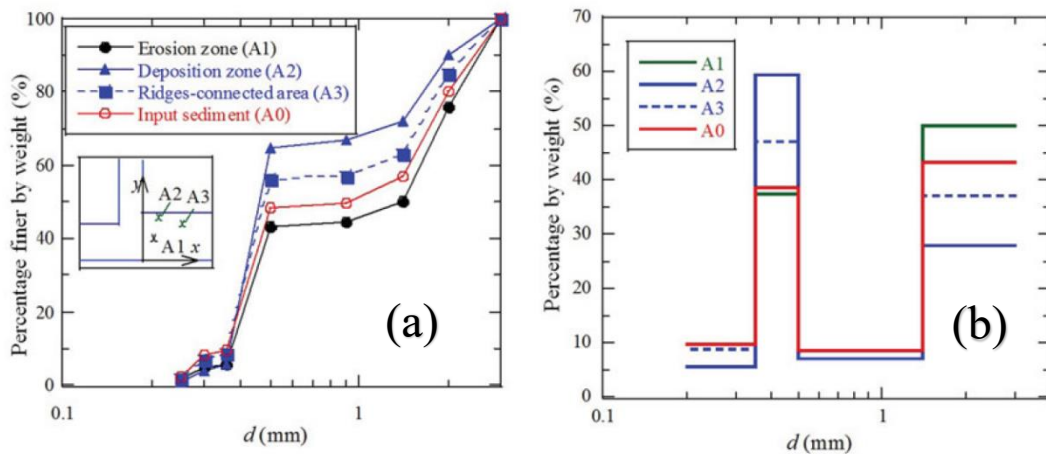 100
80
60
40
20
0
Percentage finer by weight (%)
Erosion zone (A1)
Deposition zone (A2)
Ridges-connected area (A3)
Input sediment (A0)
y
A2 A3
A1 x
(a)
0.1
1
d (mm)
70
60
50
40
30
20
10
0
Percentage by weight (%)
A1
A2
A3
A0
(b)
0.1
1
d (mm)